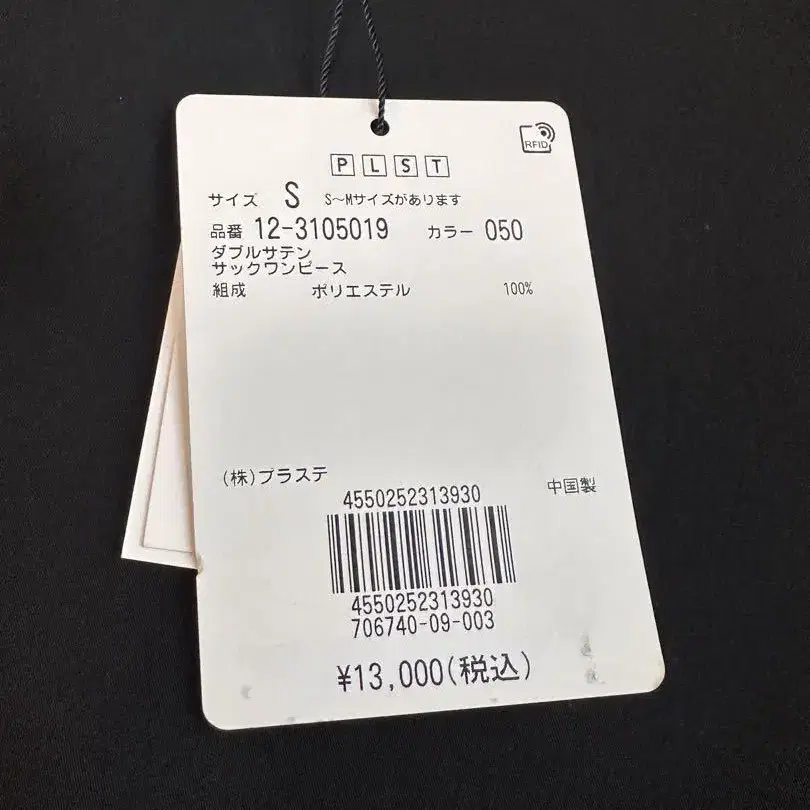 RFID
PLST
サイズ S S~Mサイズがあります
品番 12-3105019 カラー 050
ダブルサテン
サックワンピース
組成 ポリエステル 100%
(株)プラステ
中国製
4550252313930
4550252313930
706740-09-003
¥13,000(税込)